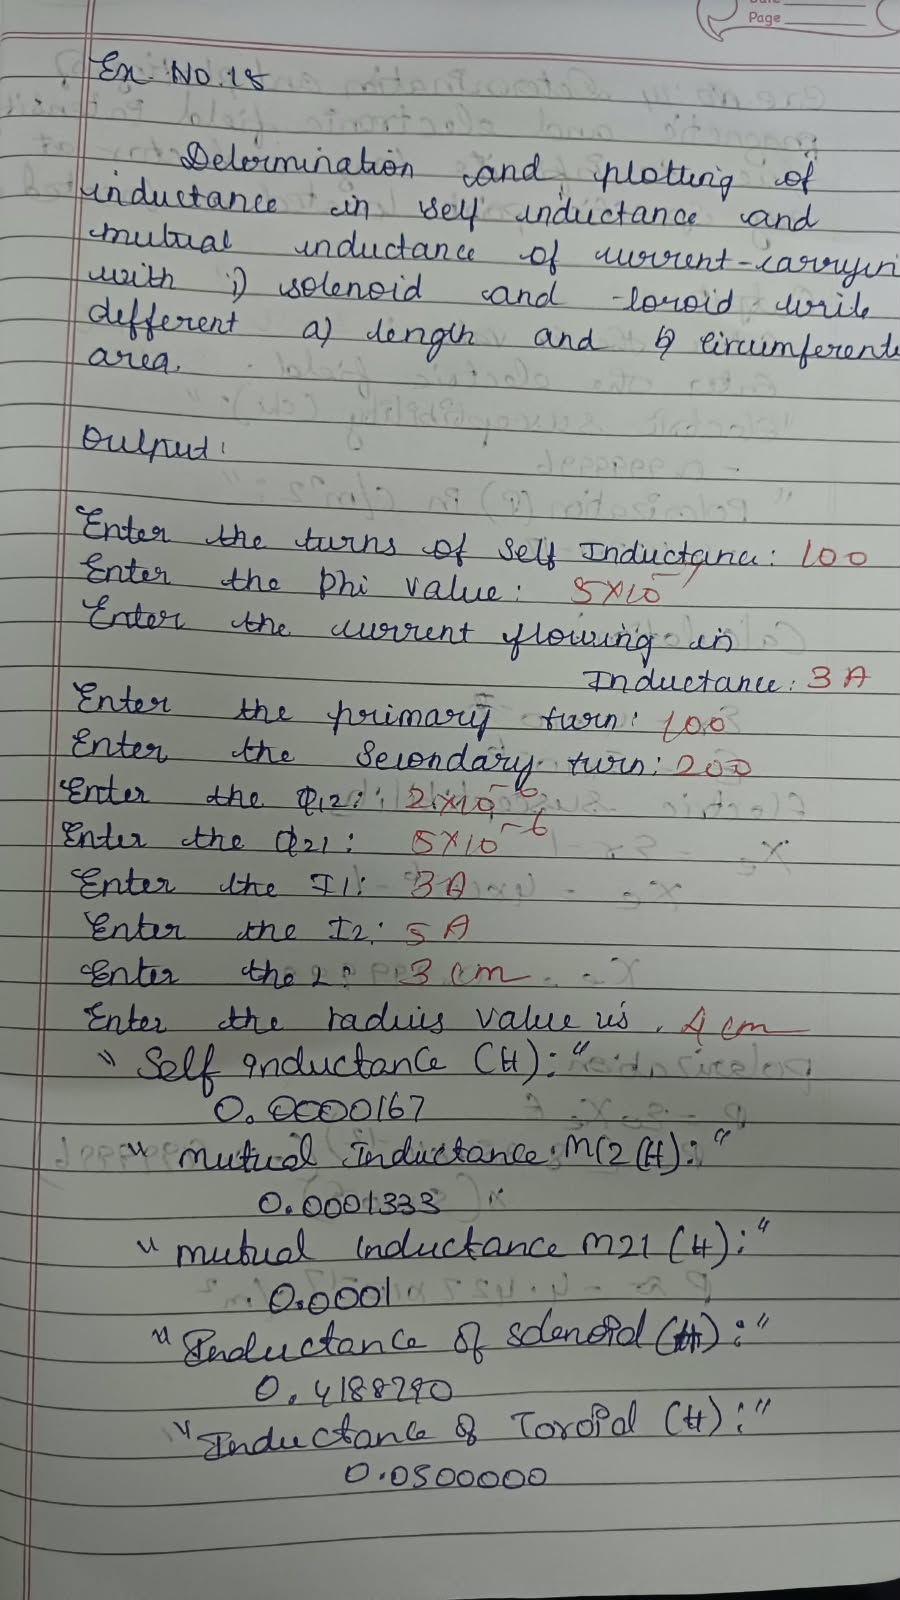 Page
Ex. No. 18
Determination and plotting of
inductance in self inductance and
mutual inductance of current-carryin
with i) solenoid and toroid write
defferent a) length and b) circumferente
area.
Output:
Enter the turns of Self Inductance: 100
Enter the Phi value: 5×10⁻⁷
Enter the current flowing in
Inductance: 3A
Enter the primary turn: 100
Enter the Secondary turn: 200
Enter the Φ12: 2×10⁻⁶
Enter the Φ21: 5×10⁻⁶
Enter the I1: 3A
Enter the I2: 5A
Enter the l: 3 cm
Enter the radius value is. 4 cm
" Self inductance (H):"
0.0000167
" Mutual Inductance M12 (H):"
0.0001333
" Mutual Inductance M21 (H):"
0.0001
" Inductance of Solenoid (H):"
0.4188790
" Inductance of Toroid (H):"
0.0500000